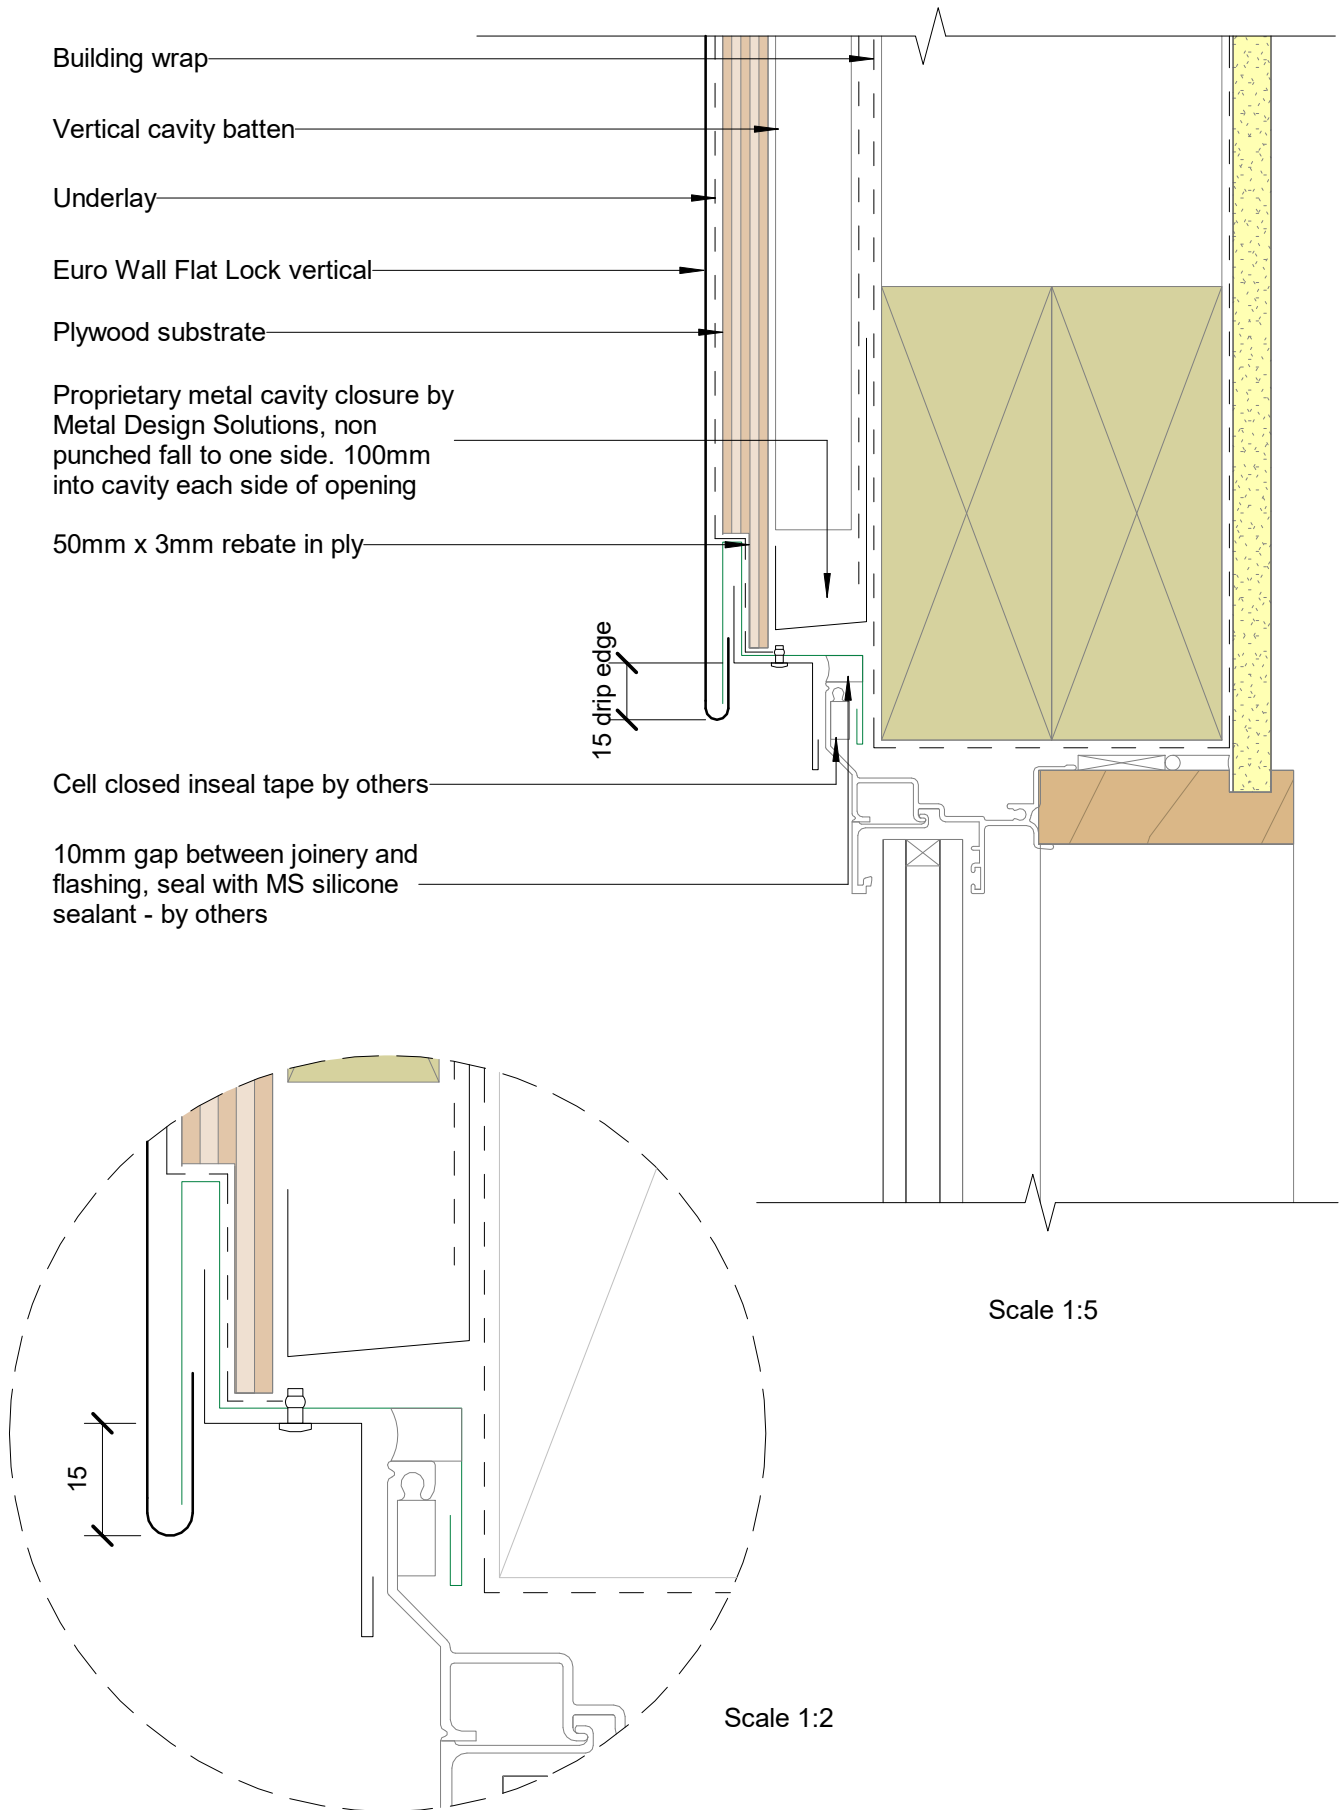 Building wrap
Vertical cavity batten
Underlay
Euro Wall Flat Lock vertical
Plywood substrate
Proprietary metal cavity closure by
Metal Design Solutions, non
punched fall to one side. 100mm
into cavity each side of opening
50mm x 3mm rebate in ply
15 drip edge
Cell closed inseal tape by others
10mm gap between joinery and
flashing, seal with MS silicone
sealant - by others
Scale 1:5
15
Scale 1:2